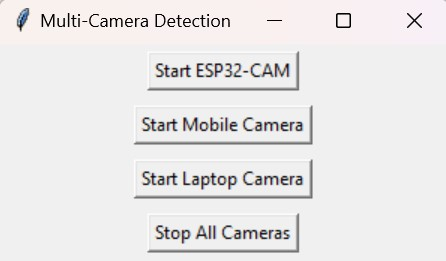 Multi-Camera Detection
Start ESP32-CAM
Start Mobile Camera
Start Laptop Camera
Stop All Cameras